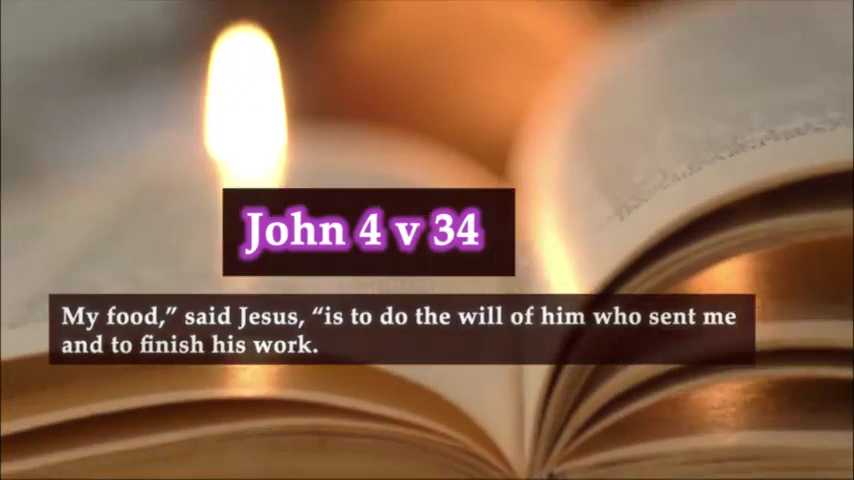 John 4 v 34
My food,” said Jesus, “is to do the will of him who sent me
and to finish his work.